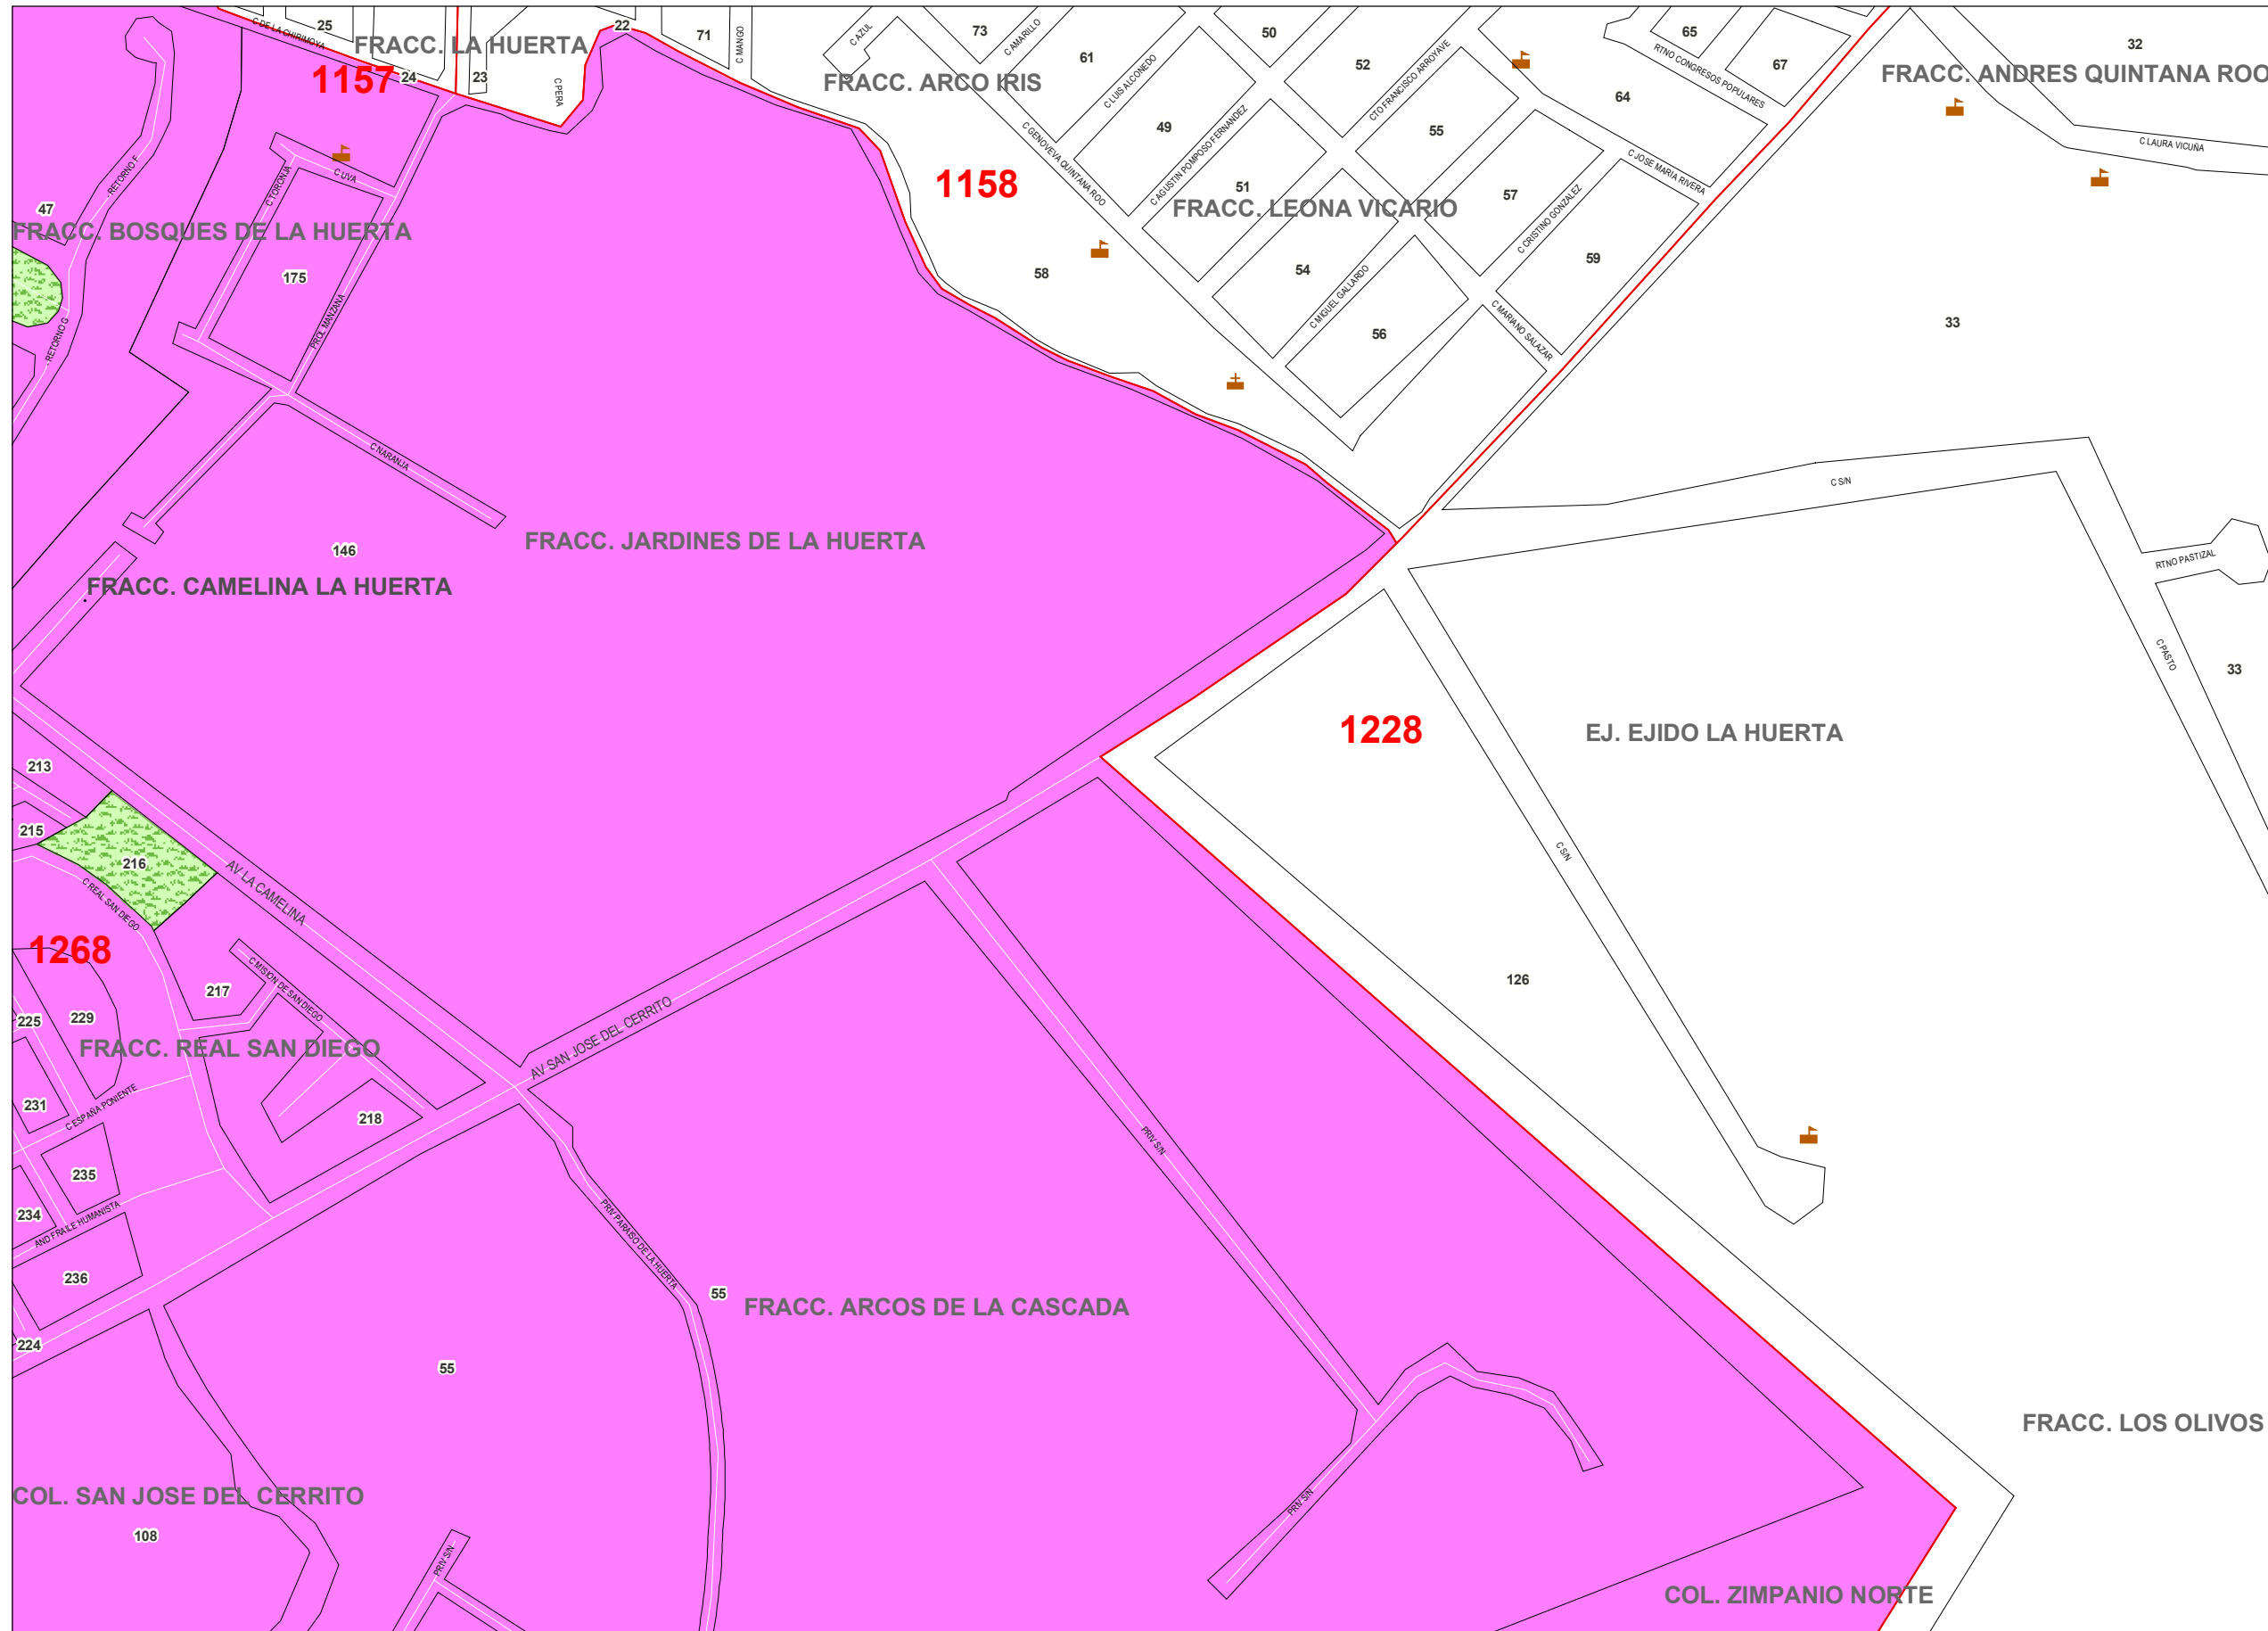 25
C DE LA CHIRIMOYA
22
71
C MANGO
FRACC. LA HUERTA
1157
24
23
C PERA
C AZUL
73
C AMARILLO
61
FRACC. ARCO IRIS
50
52
C LUIS ALCONEDO
49
CTO FRANCISCO ARROYAVE
55
64
65
RTNO CONGRESOS POPULARES
67
32
FRACC. ANDRES QUINTANA ROO
C LAURA VICUÑA
. RETORNO F
C TORONJA
C UVA
47
FRACC. BOSQUES DE LA HUERTA
175
. RETORNO G
PROL MANZANA
1158
C GENOVEVA QUINTANA ROO
C AGUSTIN POMPOSO FERNANDEZ
51
FRACC. LEONA VICARIO
57
C JOSE MARIA RIVERA
C CRISTINO GONZALEZ
58
54
59
C MIGUEL GALLARDO
56
C MARIANO SALAZAR
33
C NARANJA
C S/N
146
FRACC. JARDINES DE LA HUERTA
FRACC. CAMELINA LA HUERTA
RTNO PASTIZAL
C PASTO
33
1228
EJ. EJIDO LA HUERTA
213
215
216
C REAL SAN DIEGO
AV LA CAMELINA
C S/N
1268
217
C MISION DE SAN DIEGO
126
225
229
FRACC. REAL SAN DIEGO
AV SAN JOSE DEL CERRITO
231
C ESPAÑA PONIENTE
218
PRIV S/N
235
234
AND FRAILE HUMANISTA
PRIV PARAISO DE LA HUERTA
236
55
FRACC. ARCOS DE LA CASCADA
224
55
FRACC. LOS OLIVOS
COL. SAN JOSE DEL CERRITO
PRIV S/N
108
PRIV S/N
COL. ZIMPANIO NORTE